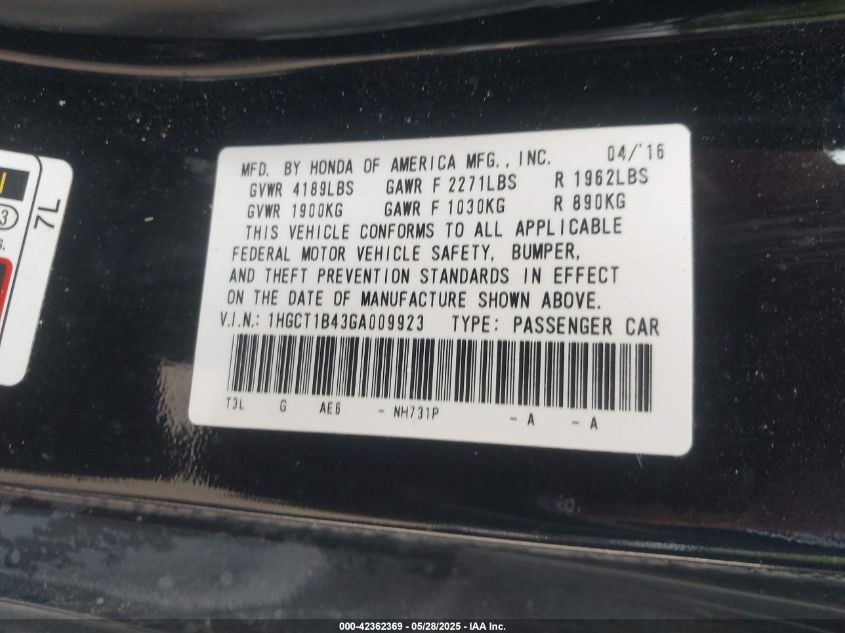 MFD. BY HONDA OF AMERICA MFG., INC. 04/'16
GVWR 4189LBS GAWR F 2271LBS R 1962LBS
GVWR 1900KG GAWR F 1030KG R 890KG
THIS VEHICLE CONFORMS TO ALL APPLICABLE
FEDERAL MOTOR VEHICLE SAFETY, BUMPER,
AND THEFT PREVENTION STANDARDS IN EFFECT
ON THE DATE OF MANUFACTURE SHOWN ABOVE.
V.I.N.: 1HGCT1B43GA009923 TYPE: PASSENGER CAR
T3L G AE6 - NH731P - A - A
3
7L
000-42362369 - 05/28/2025 - IAA Inc.